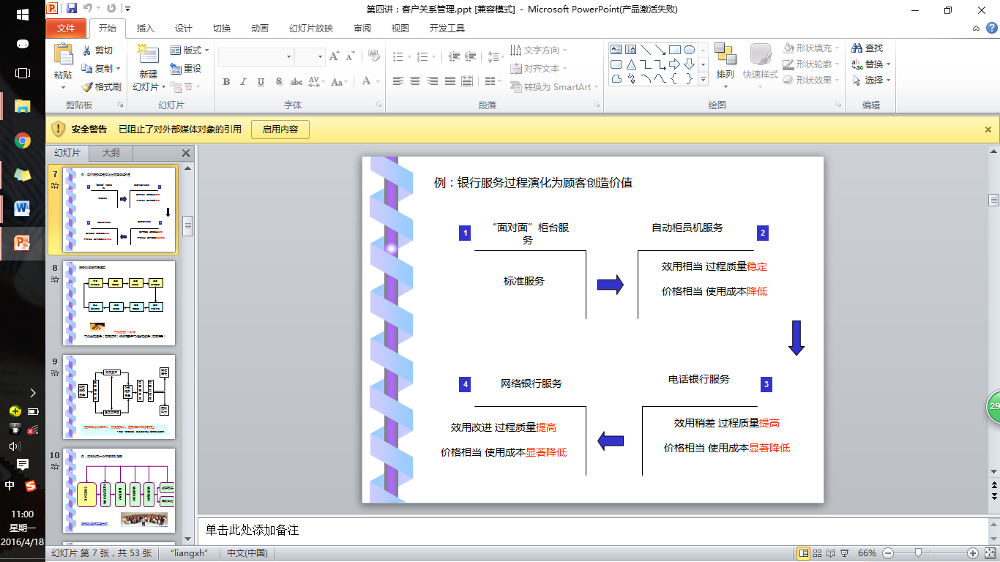 第四讲：客户关系管理.ppt [兼容模式] - Microsoft PowerPoint(产品激活失败)
文件 开始 插入 设计 切换 动画 幻灯片放映 审阅 视图 开发工具
剪切
复制
格式刷
粘贴
剪贴板
新建
幻灯片
版式
重设
节
幻灯片
B I U S abc AV Aa A
字体
文字方向
对齐文本
转换为 SmartArt
段落
排列
快速样式
形状填充
形状轮廓
形状效果
绘图
查找
替换
选择
编辑
安全警告 已阻止了对外部媒体对象的引用 启用内容
幻灯片 大纲
7
8
9
10
例：银行服务过程演化为顾客创造价值
1
“面对面”柜台服
务
标准服务
自动柜员机服务
2
效用相当 过程质量稳定
价格相当 使用成本降低
电话银行服务
3
效用稍差 过程质量提高
价格相当 使用成本显著降低
4
网络银行服务
效用改进 过程质量提高
价格相当 使用成本显著降低
单击此处添加备注
幻灯片 第 7 张，共 53 张 “liangxh” 中文(中国) 66%
29
中
11:00
星期一
2016/4/18